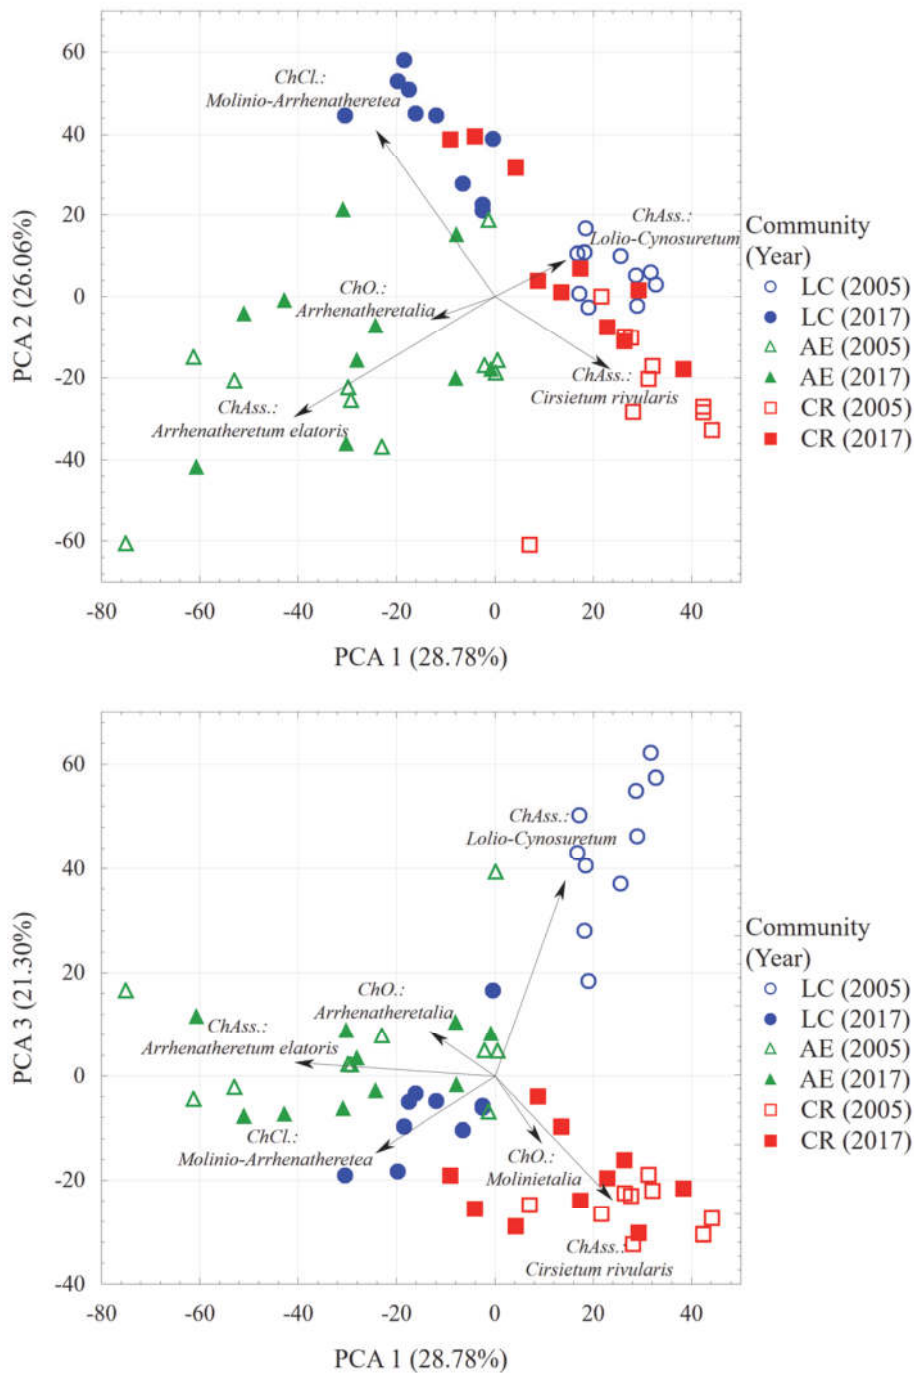 60
40
20
0
-20
-40
-60
PCA 2 (26.06%)
ChCl.:
Molinio-Arrhenatheretea
ChAss.:
Lolio-Cynosuretum
ChO.:
Arrhenatheretalia
ChAss.:
Cirsietum rivularis
ChAss.:
Arrhenatheretum elatoris
-80
-60
-40
-20
0
20
40
PCA 1 (28.78%)
Community
(Year)
LC (2005)
LC (2017)
AE (2005)
AE (2017)
CR (2005)
CR (2017)
60
40
20
0
-20
-40
PCA 3 (21.30%)
ChAss.:
Lolio-Cynosuretum
ChO.:
Arrhenatheretalia
ChAss.:
Arrhenatheretum elatoris
ChCl.:
Molinio-Arrhenatheretea
ChO.:
Molinietalia
ChAss.:
Cirsietum rivularis
-80
-60
-40
-20
0
20
40
PCA 1 (28.78%)
Community
(Year)
LC (2005)
LC (2017)
AE (2005)
AE (2017)
CR (2005)
CR (2017)